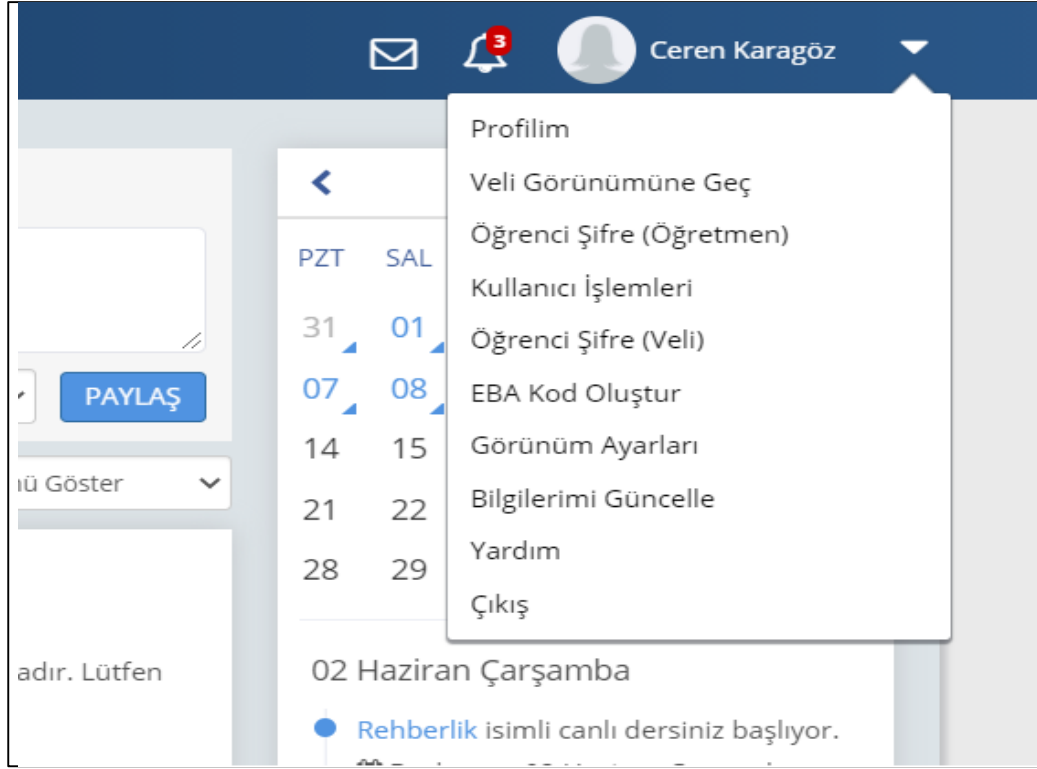 3
Ceren Karagöz
Profilim
Veli Görünümüne Geç
Öğrenci Şifre (Öğretmen)
Kullanıcı İşlemleri
Öğrenci Şifre (Veli)
EBA Kod Oluştur
Görünüm Ayarları
Bilgilerimi Güncelle
Yardım
Çıkış
PAYLAŞ
Göster
Lütfen
PZT SAL
31 01
07 08
14 15
21 22
28 29
02 Haziran Çarşamba
Rehberlik isimli canlı dersiniz başlıyor.